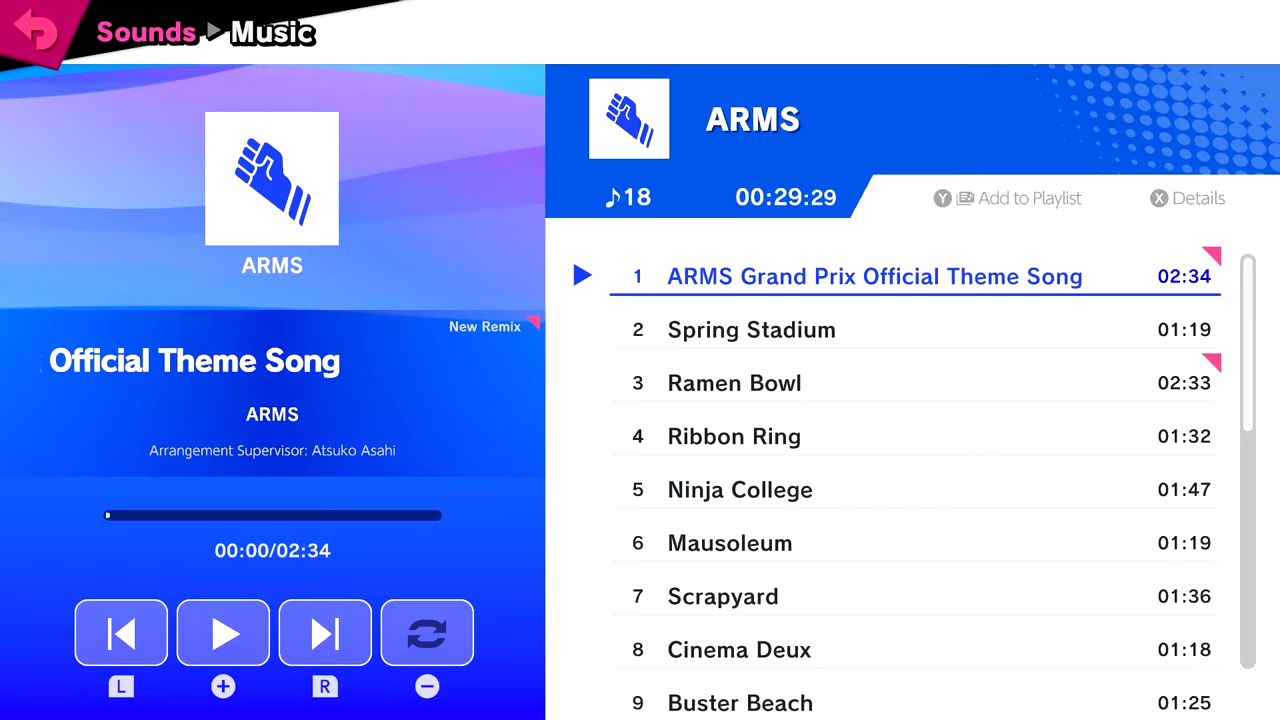 Sounds Music
ARMS
New Remix
Official Theme Song
ARMS
Arrangement Supervisor: Atsuko Asahi
00:00/02:34
L + R −
ARMS
♪18 00:29:29
Y Add to Playlist X Details
1 ARMS Grand Prix Official Theme Song 02:34
2 Spring Stadium 01:19
3 Ramen Bowl 02:33
4 Ribbon Ring 01:32
5 Ninja College 01:47
6 Mausoleum 01:19
7 Scrapyard 01:36
8 Cinema Deux 01:18
9 Buster Beach 01:25